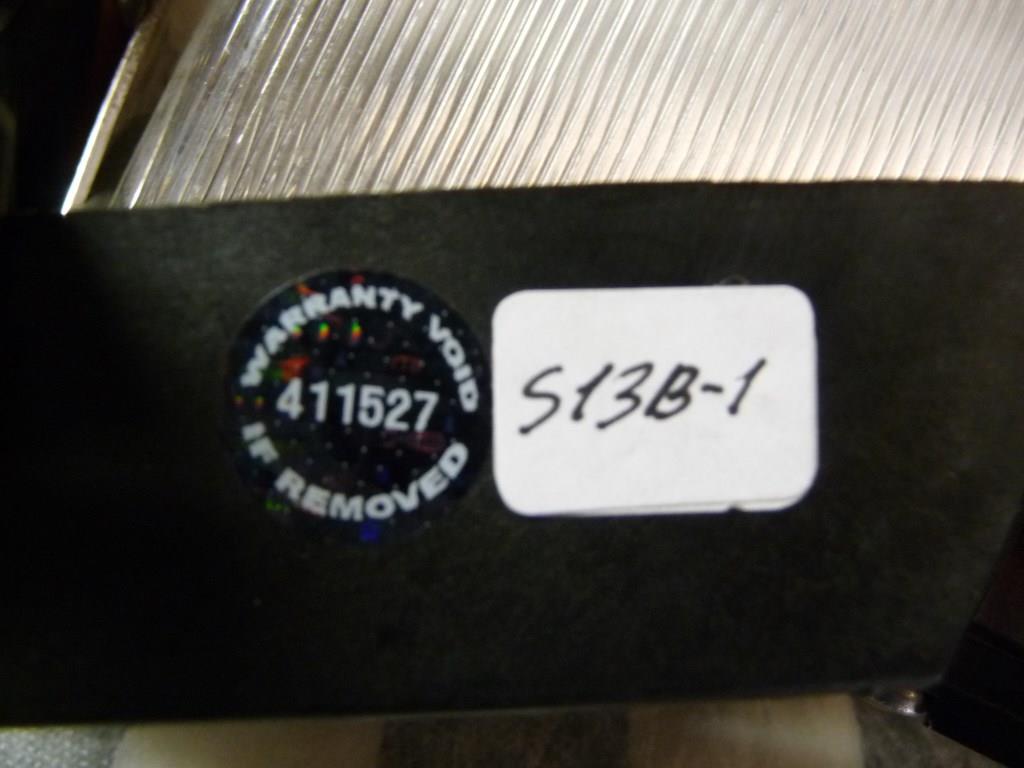 WARRANTY VOID
411527
IF REMOVED
S13B-1